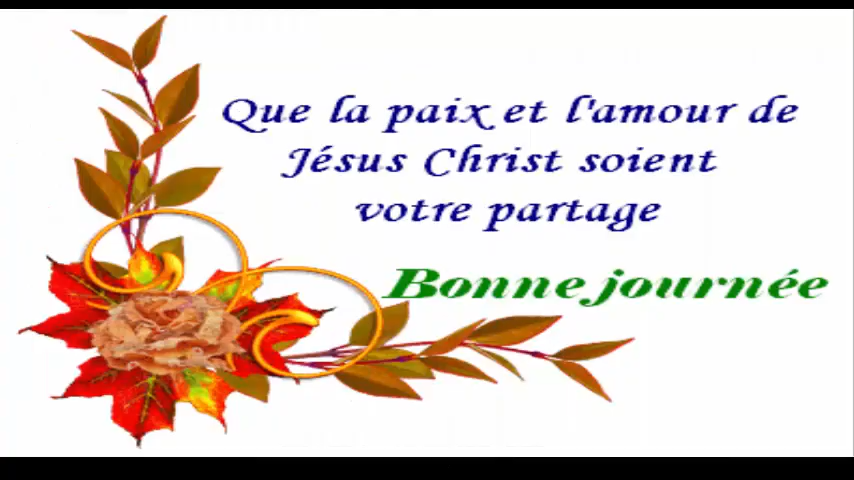 Que la paix et l'amour de
Jésus Christ soient
votre partage
Bonne journée